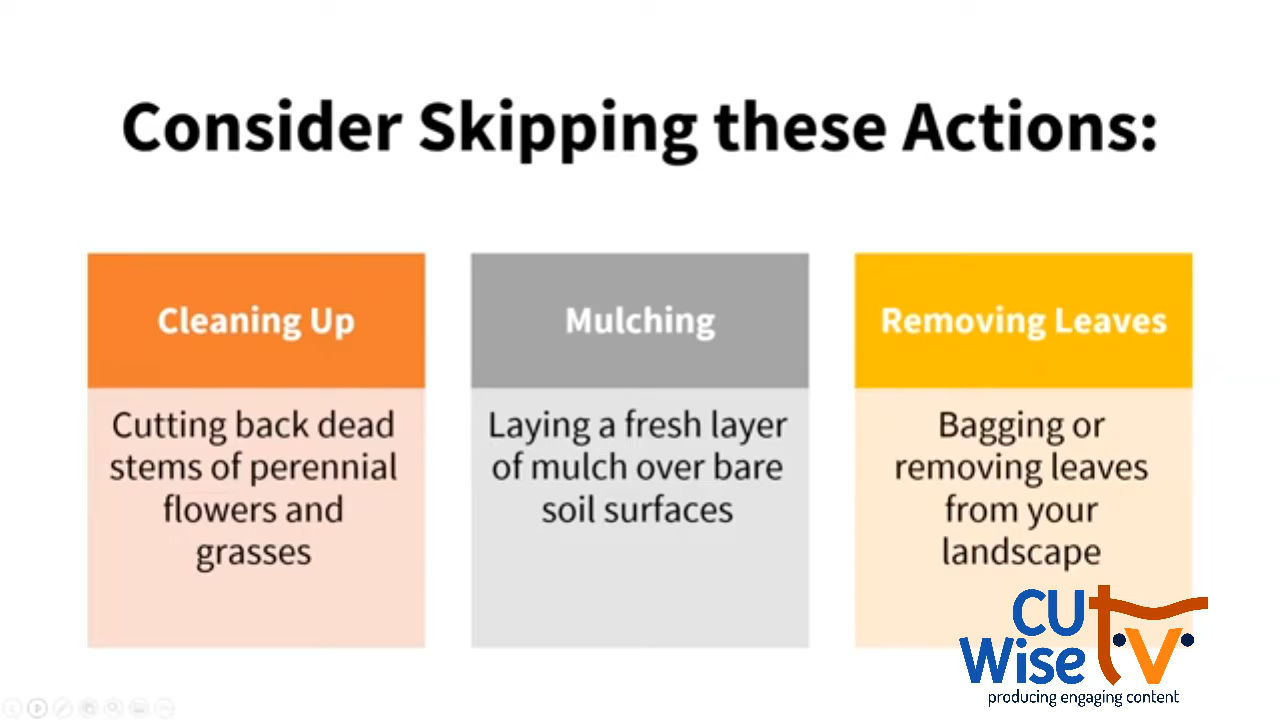 Consider Skipping these Actions:
Cleaning Up
Cutting back dead
stems of perennial
flowers and
grasses
Mulching
Laying a fresh layer
of mulch over bare
soil surfaces
Removing Leaves
Bagging or
removing leaves
from your
landscape
CU
Wise tv
producing engaging content